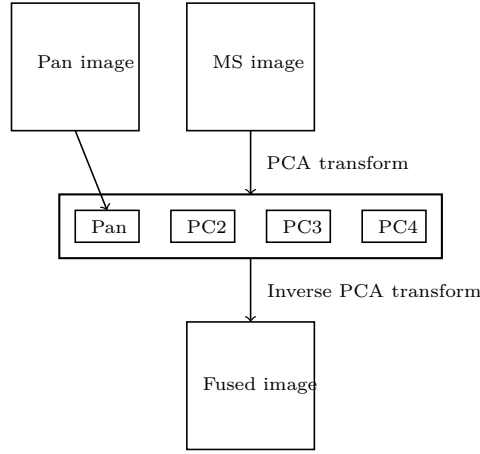 Pan image
MS image
PCA transform
Pan
PC2
PC3
PC4
Inverse PCA transform
Fused image